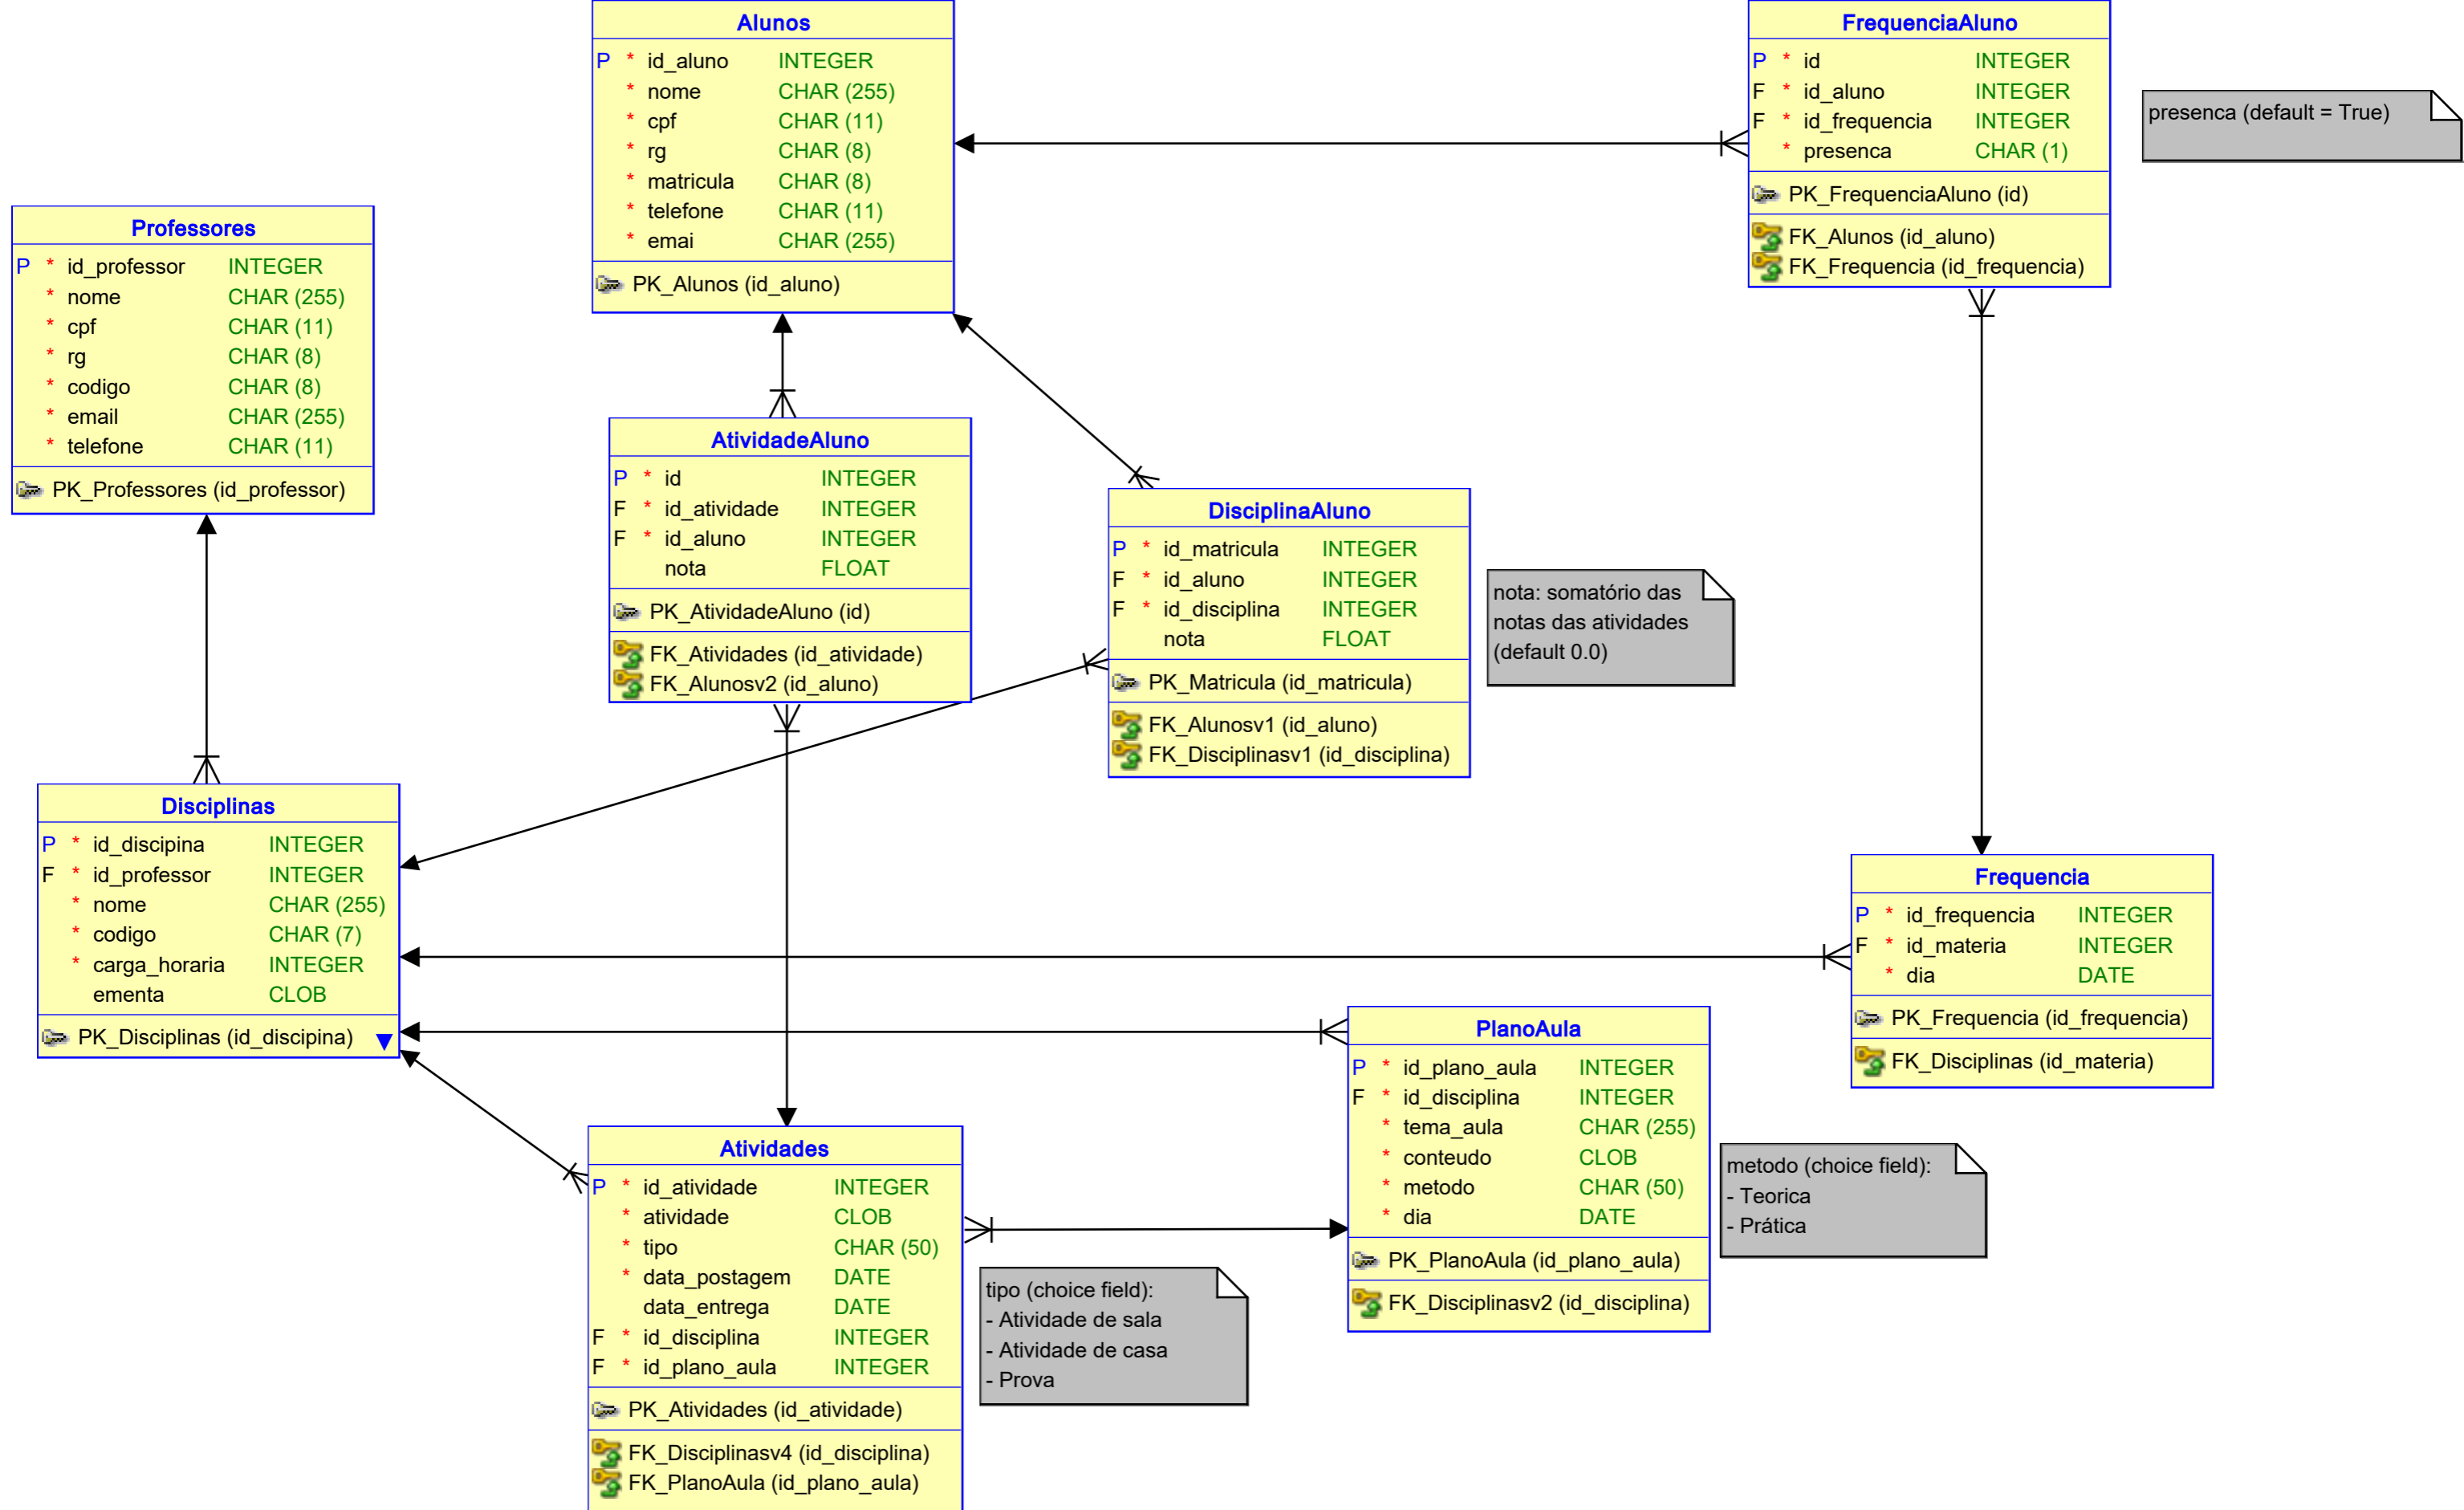 Alunos
P * id_aluno INTEGER
* nome CHAR (255)
* cpf CHAR (11)
* rg CHAR (8)
* matricula CHAR (8)
* telefone CHAR (11)
* emai CHAR (255)
PK_Alunos (id_aluno)
FrequenciaAluno
P * id INTEGER
F * id_aluno INTEGER
F * id_frequencia INTEGER
* presenca CHAR (1)
PK_FrequenciaAluno (id)
FK_Alunos (id_aluno)
FK_Frequencia (id_frequencia)
presenca (default = True)
Professores
P * id_professor INTEGER
* nome CHAR (255)
* cpf CHAR (11)
* rg CHAR (8)
* codigo CHAR (8)
* email CHAR (255)
* telefone CHAR (11)
PK_Professores (id_professor)
AtividadeAluno
P * id INTEGER
F * id_atividade INTEGER
F * id_aluno INTEGER
nota FLOAT
PK_AtividadeAluno (id)
FK_Atividades (id_atividade)
FK_Alunosv2 (id_aluno)
DisciplinaAluno
P * id_matricula INTEGER
F * id_aluno INTEGER
F * id_disciplina INTEGER
nota FLOAT
PK_Matricula (id_matricula)
FK_Alunosv1 (id_aluno)
FK_Disciplinasv1 (id_disciplina)
nota: somatório das
notas das atividades
(default 0.0)
Disciplinas
P * id_discipina INTEGER
F * id_professor INTEGER
* nome CHAR (255)
* codigo CHAR (7)
* carga_horaria INTEGER
ementa CLOB
PK_Disciplinas (id_discipina)
Frequencia
P * id_frequencia INTEGER
F * id_materia INTEGER
* dia DATE
PK_Frequencia (id_frequencia)
FK_Disciplinas (id_materia)
PlanoAula
P * id_plano_aula INTEGER
F * id_disciplina INTEGER
* tema_aula CHAR (255)
* conteudo CLOB
* metodo CHAR (50)
* dia DATE
PK_PlanoAula (id_plano_aula)
FK_Disciplinasv2 (id_disciplina)
metodo (choice field):
- Teorica
- Prática
Atividades
P * id_atividade INTEGER
* atividade CLOB
* tipo CHAR (50)
* data_postagem DATE
data_entrega DATE
F * id_disciplina INTEGER
F * id_plano_aula INTEGER
PK_Atividades (id_atividade)
FK_Disciplinasv4 (id_disciplina)
FK_PlanoAula (id_plano_aula)
tipo (choice field):
- Atividade de sala
- Atividade de casa
- Prova